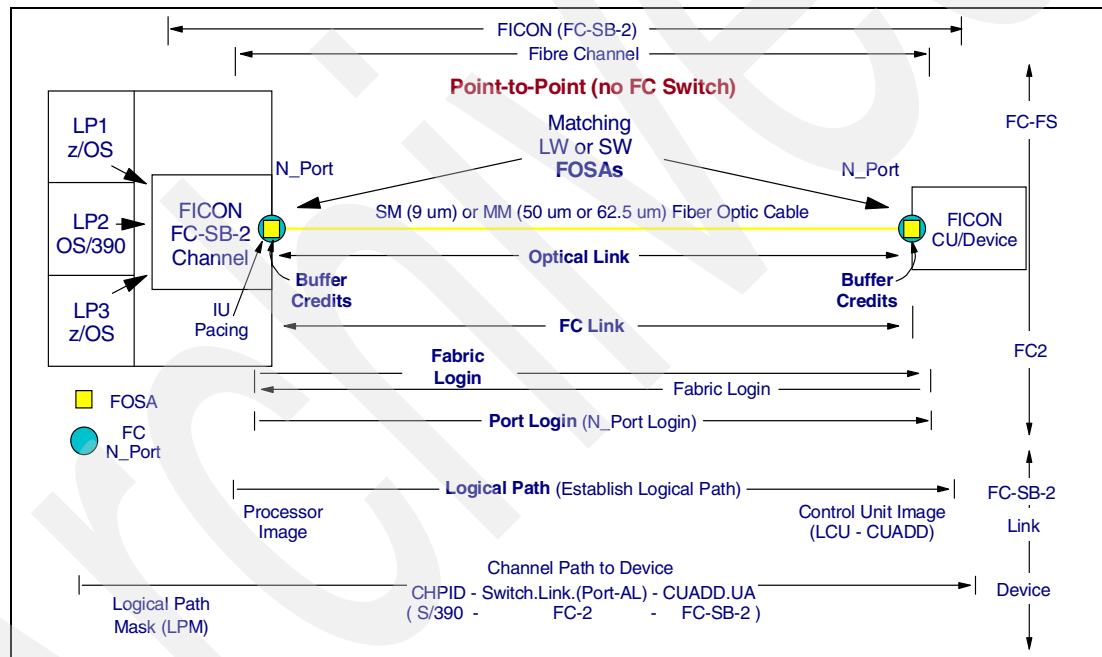 FICON (FC-SB-2)
Fibre Channel
Point-to-Point (no FC Switch)
FC-FS
LP1
z/OS
Matching
LW or SW
FOSAs
N_Port
N_Port
LP2
OS/390
FICON
FC-SB-2
Channel
SM (9 um) or MM (50 um or 62.5 um) Fiber Optic Cable
FICON
CU/Device
Optical Link
LP3
z/OS
IU
Pacing
Buffer
Credits
Buffer
Credits
FC Link
FC2
Fabric
Login
Fabric Login
FOSA
Port Login (N_Port Login)
FC
N_Port
Logical Path (Establish Logical Path)
FC-SB-2
Processor
Image
Control Unit Image
(LCU - CUADD)
Link
Channel Path to Device
CHPID - Switch.Link.(Port-AL) - CUADD.UA
( S/390 - FC-2 - FC-SB-2 )
Device
Logical Path
Mask (LPM)